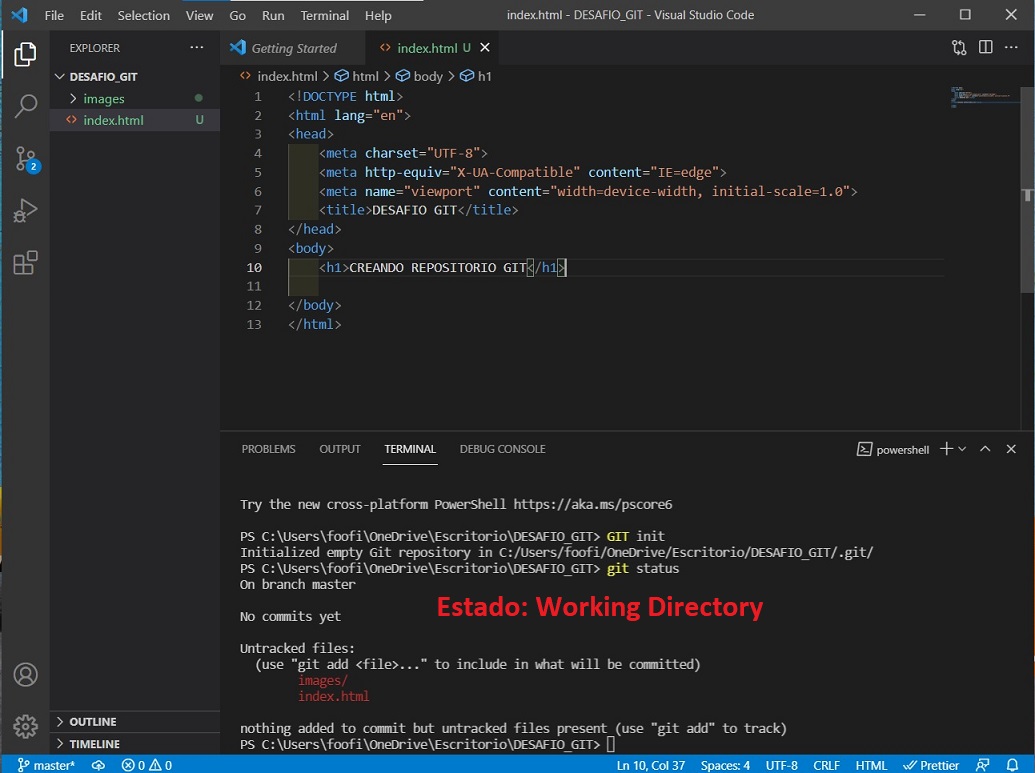 File Edit Selection View Go Run Terminal Help index.html - DESAFIO_GIT - Visual Studio Code
EXPLORER
DESAFIO_GIT
images
index.html U
2
OUTLINE
TIMELINE
Getting Started index.html U
index.html > html > body > h1
1 <!DOCTYPE html>
2 <html lang="en">
3 <head>
4 <meta charset="UTF-8">
5 <meta http-equiv="X-UA-Compatible" content="IE=edge">
6 <meta name="viewport" content="width=device-width, initial-scale=1.0">
7 <title>DESAFIO GIT</title>
8 </head>
9 <body>
10 <h1>CREANDO REPOSITORIO GIT</h1>
11
12 </body>
13 </html>
PROBLEMS OUTPUT TERMINAL DEBUG CONSOLE powershell
Try the new cross-platform PowerShell https://aka.ms/pscore6
PS C:\Users\foofi\OneDrive\Escritorio\DESAFIO_GIT> GIT init
Initialized empty Git repository in C:/Users/foofi/OneDrive/Escritorio/DESAFIO_GIT/.git/
PS C:\Users\foofi\OneDrive\Escritorio\DESAFIO_GIT> git status
On branch master
Estado: Working Directory
No commits yet
Untracked files:
(use "git add <file>..." to include in what will be committed)
images/
index.html
nothing added to commit but untracked files present (use "git add" to track)
PS C:\Users\foofi\OneDrive\Escritorio\DESAFIO_GIT>
master* 0 0 Ln 10, Col 37 Spaces: 4 UTF-8 CRLF HTML Prettier